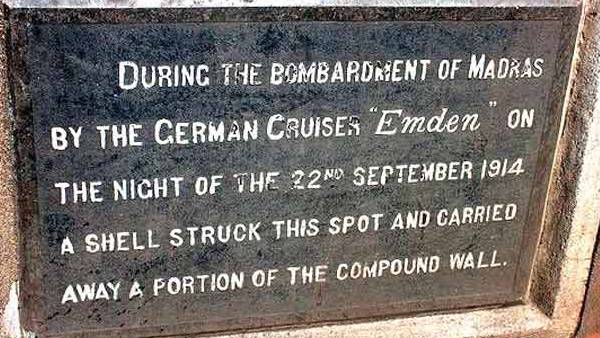 DURING THE BOMBARDMENT OF MADRAS
BY THE GERMAN CRUISER "Emden" ON
THE NIGHT OF THE 22ND SEPTEMBER 1914
A SHELL STRUCK THIS SPOT AND CARRIED
AWAY A PORTION OF THE COMPOUND WALL.